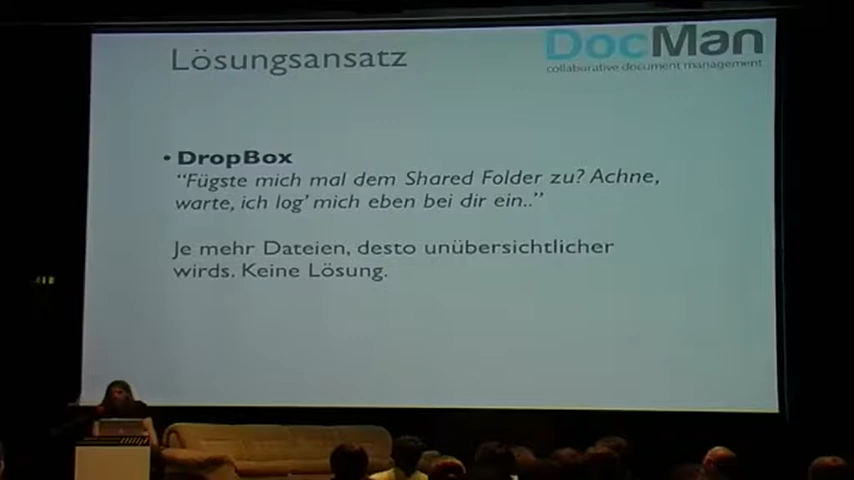 Lösungsansatz
DocMan
collaborative document management
• DropBox
“Fügste mich mal dem Shared Folder zu? Achne,
warte, ich log’ mich eben bei dir ein..”
Je mehr Dateien, desto unübersichtlicher
wirds. Keine Lösung.